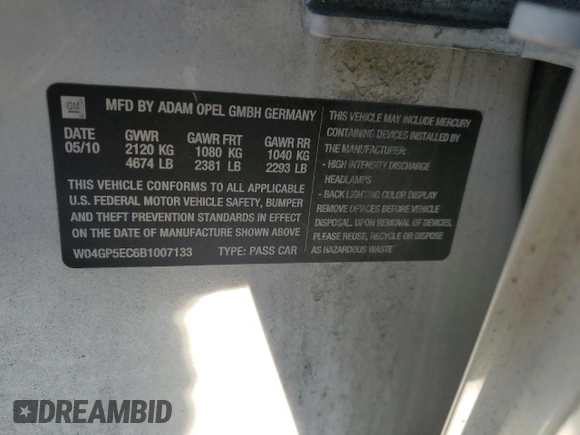 GM
MFD BY ADAM OPEL GMBH GERMANY
DATE GVWR GAWR FRT GAWR RR
05/10 2120 KG 1080 KG 1040 KG
4674 LB 2381 LB 2293 LB
THIS VEHICLE CONFORMS TO ALL APPLICABLE
U.S. FEDERAL MOTOR VEHICLE SAFETY, BUMPER
AND THEFT PREVENTION STANDARDS IN EFFECT
ON THE DATE OF MANUFACTURE SHOWN ABOVE
W04GP5EC6B1007133 TYPE: PASS CAR
THIS VEHICLE MAY INCLUDE MERCURY
CONTAINING DEVICES INSTALLED BY
THE MANUFACTURER:
- HIGH INTENSITY DISCHARGE
HEADLAMPS
- BACK LIGHTING COLOR DISPLAY
REMOVE DEVICES BEFORE VEHICLE
DISPOSAL. UPON REMOVAL OF DEVICES
PLEASE REUSE, RECYCLE OR DISPOSE
AS HAZARDOUS WASTE
DREAMBID